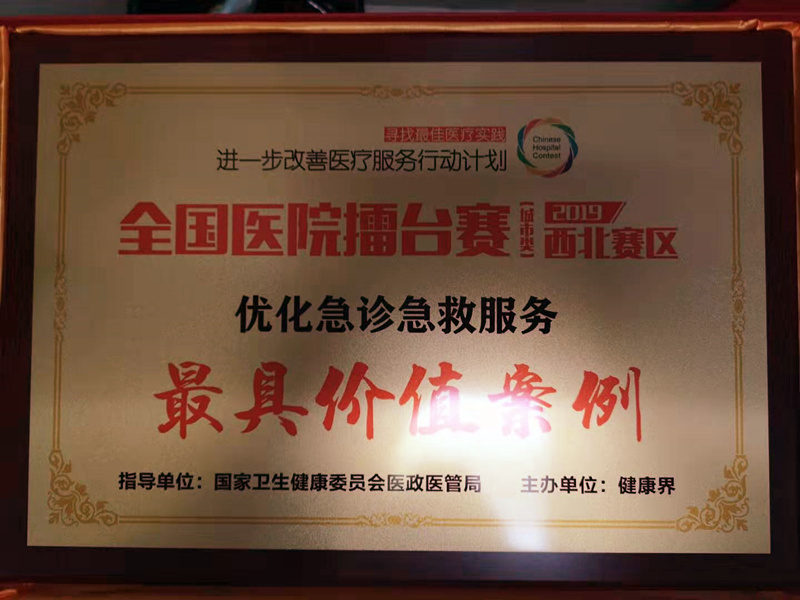 寻找最佳医疗实践
进一步改善医疗服务行动计划
Chinese
Hospital
Contest
全国医院擂台赛(城市类)
2019/
西北赛区
优化急诊急救服务
最具价值案例
指导单位：国家卫生健康委员会医政医管局 主办单位：健康界